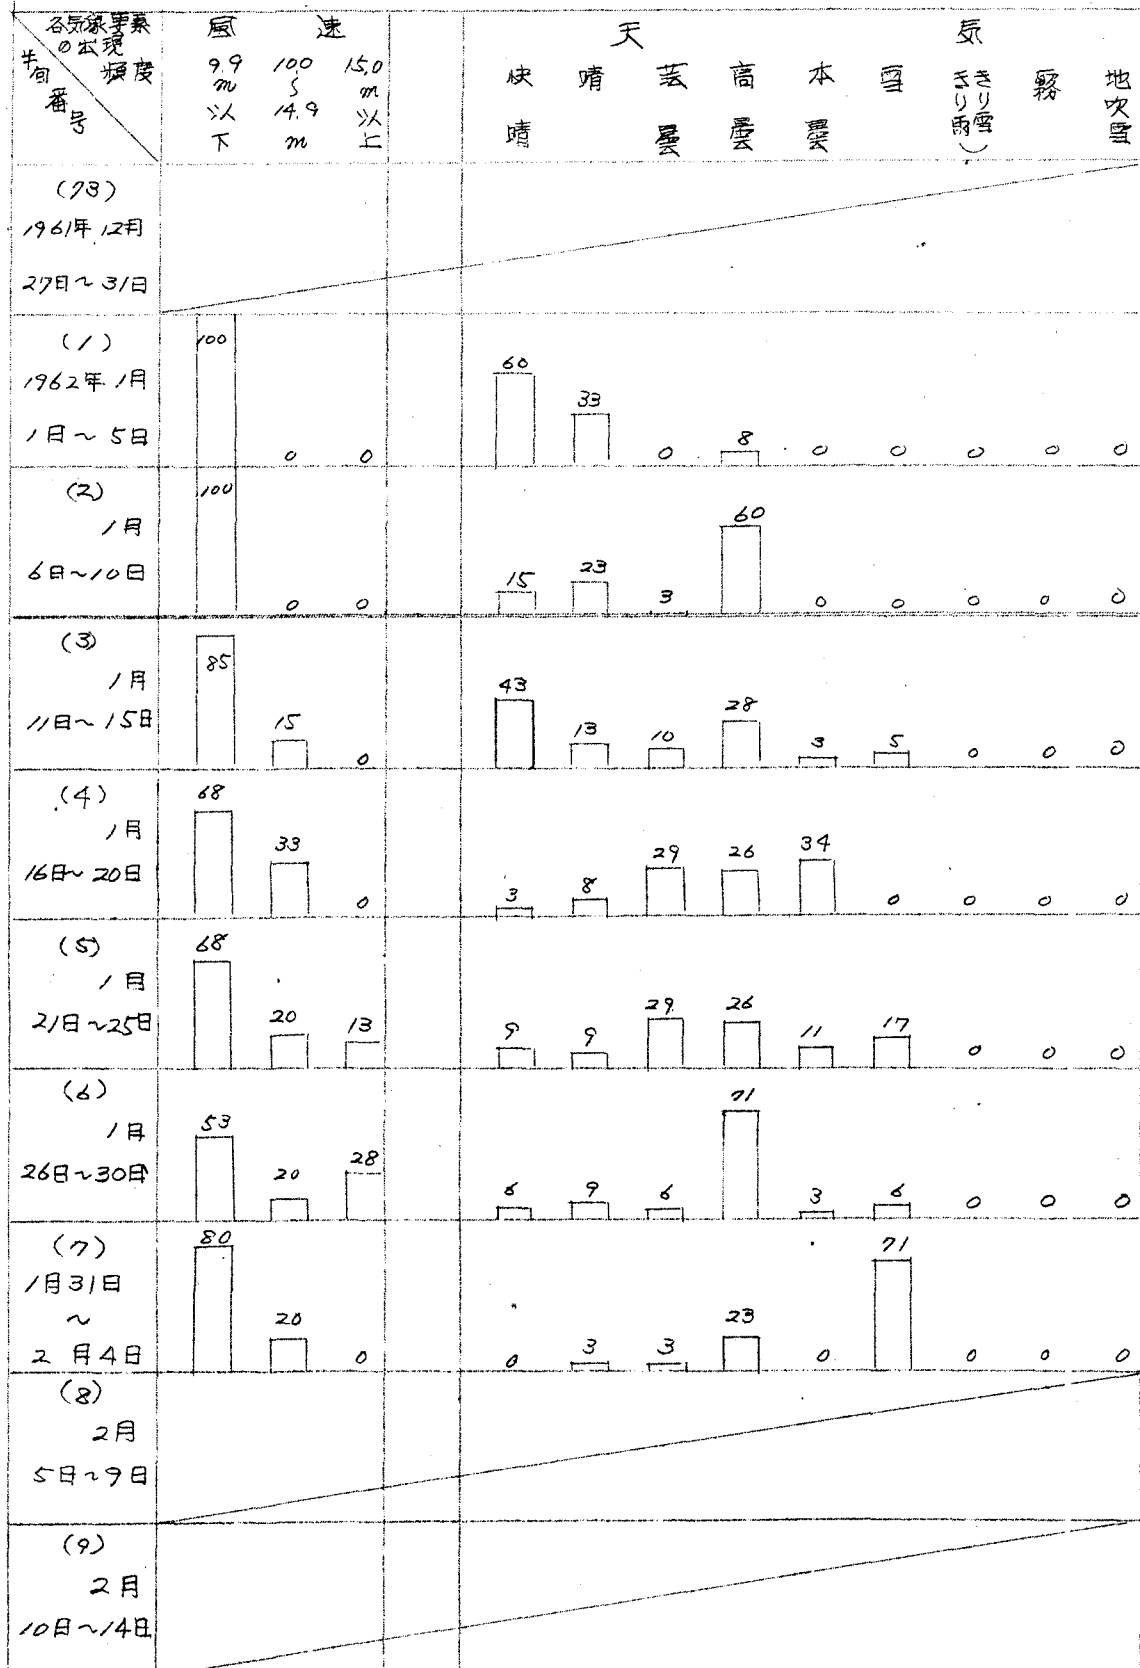 各気象要素の出現頻度
半旬番号
風速
9.9m以下
10.0〜14.9m
15.0m以上
天気
快晴
晴
曇
高曇
本曇
雪
きり雪
きり雨)
霧
地吹雪
(73)
1961年12月
27日〜31日
(1)
1962年1月
1日〜5日
100 0 0 60 33 0 8 0 0 0 0 0
(2)
1月
6日〜10日
100 0 0 15 23 3 60 0 0 0 0 0
(3)
1月
11日〜15日
85 15 0 43 13 10 28 3 5 0 0 0
(4)
1月
16日〜20日
68 33 0 3 8 29 26 34 0 0 0 0
(5)
1月
21日〜25日
68 20 13 9 9 29 26 11 17 0 0 0
(6)
1月
26日〜30日
53 20 28 6 9 6 71 3 6 0 0 0
(7)
1月31日
〜
2月4日
80 20 0 0 3 3 23 0 71 0 0 0
(8)
2月
5日〜9日
(9)
2月
10日〜14日